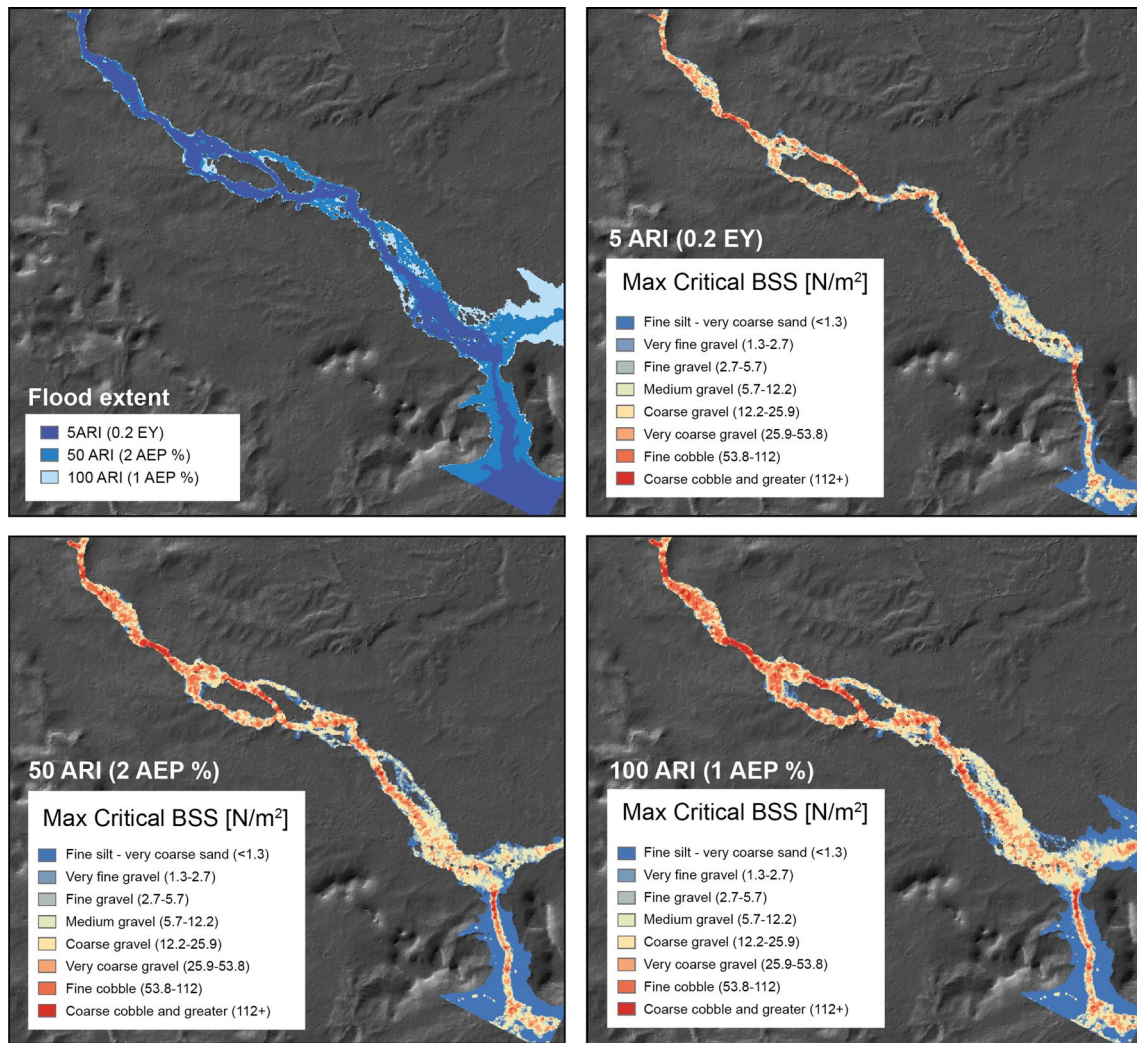 Flood extent
5ARI (0.2 EY)
50 ARI (2 AEP %)
100 ARI (1 AEP %)
5 ARI (0.2 EY)
Max Critical BSS [N/m²]
Fine silt - very coarse sand (<1.3)
Very fine gravel (1.3-2.7)
Fine gravel (2.7-5.7)
Medium gravel (5.7-12.2)
Coarse gravel (12.2-25.9)
Very coarse gravel (25.9-53.8)
Fine cobble (53.8-112)
Coarse cobble and greater (112+)
50 ARI (2 AEP %)
Max Critical BSS [N/m²]
Fine silt - very coarse sand (<1.3)
Very fine gravel (1.3-2.7)
Fine gravel (2.7-5.7)
Medium gravel (5.7-12.2)
Coarse gravel (12.2-25.9)
Very coarse gravel (25.9-53.8)
Fine cobble (53.8-112)
Coarse cobble and greater (112+)
100 ARI (1 AEP %)
Max Critical BSS [N/m²]
Fine silt - very coarse sand (<1.3)
Very fine gravel (1.3-2.7)
Fine gravel (2.7-5.7)
Medium gravel (5.7-12.2)
Coarse gravel (12.2-25.9)
Very coarse gravel (25.9-53.8)
Fine cobble (53.8-112)
Coarse cobble and greater (112+)